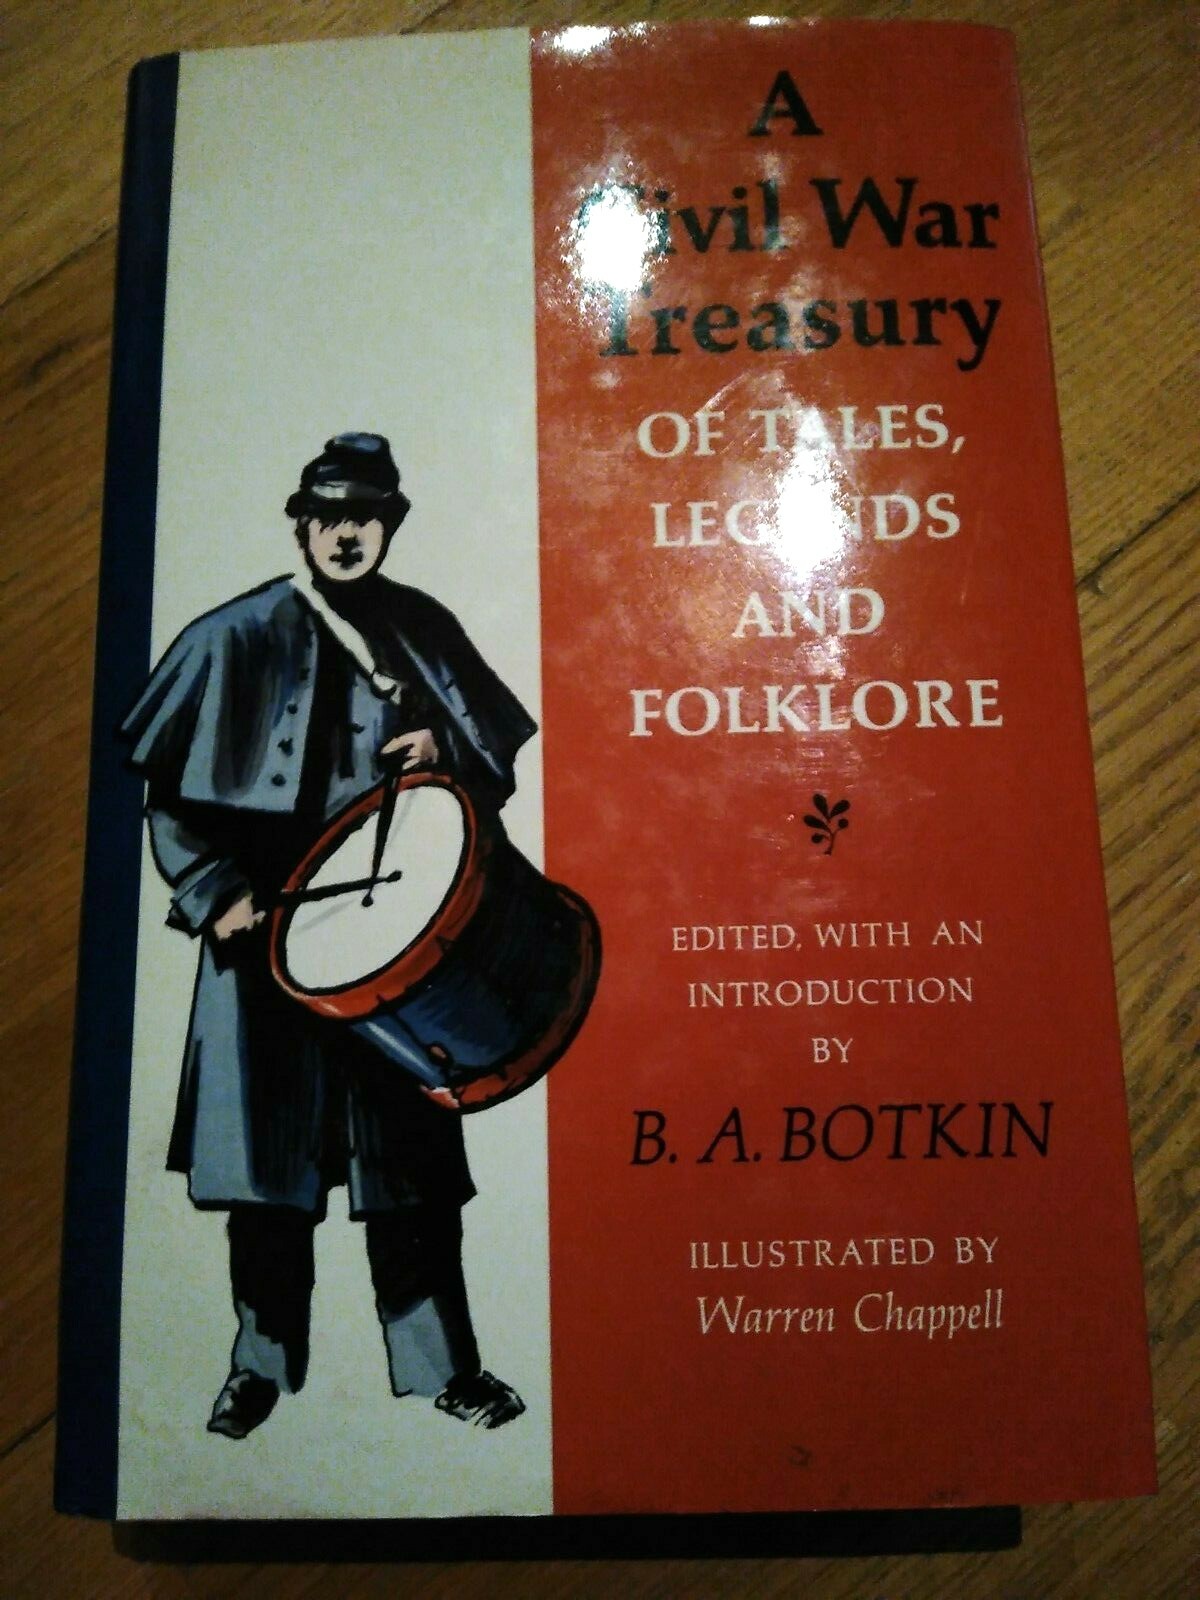 A
Civil War
Treasury
OF TALES,
LEGENDS
AND
FOLKLORE
EDITED, WITH AN
INTRODUCTION
BY
B. A. BOTKIN
ILLUSTRATED BY
Warren Chappell